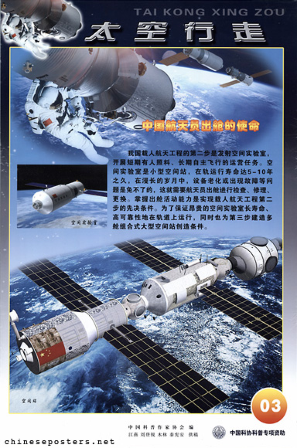 TAI KONG XING ZOU
太空行走
中国航天员出舱的使命
我国载人航天工程的第二步是发射空间实验室，
开展短期有人照料、长期自主飞行的运营任务。空
间实验室是小型空间站，在轨运行寿命达5-10年
之久。在漫长的岁月中，设备老化或出现故障等问
题是免不了的，这就需要航天员出舱进行检查、修理、
更换。掌握出舱活动能力是实现载人航天工程第二
步的先决条件。为了保证昂贵的空间实验室长寿命、
高可靠性地在轨道上运行，同时也为第三步建造多
舱组合式大型空间站创造条件。
空间实验室
空间站
03
中国科普作家协会 编
中国科协科普专项资助
chineseposters.net